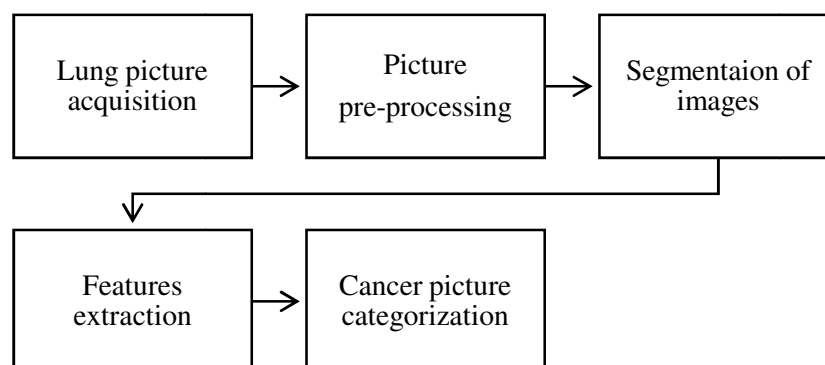 Lung picture
acquisition
Picture
pre-processing
Segmentaion of
images
Features
extraction
Cancer picture
categorization